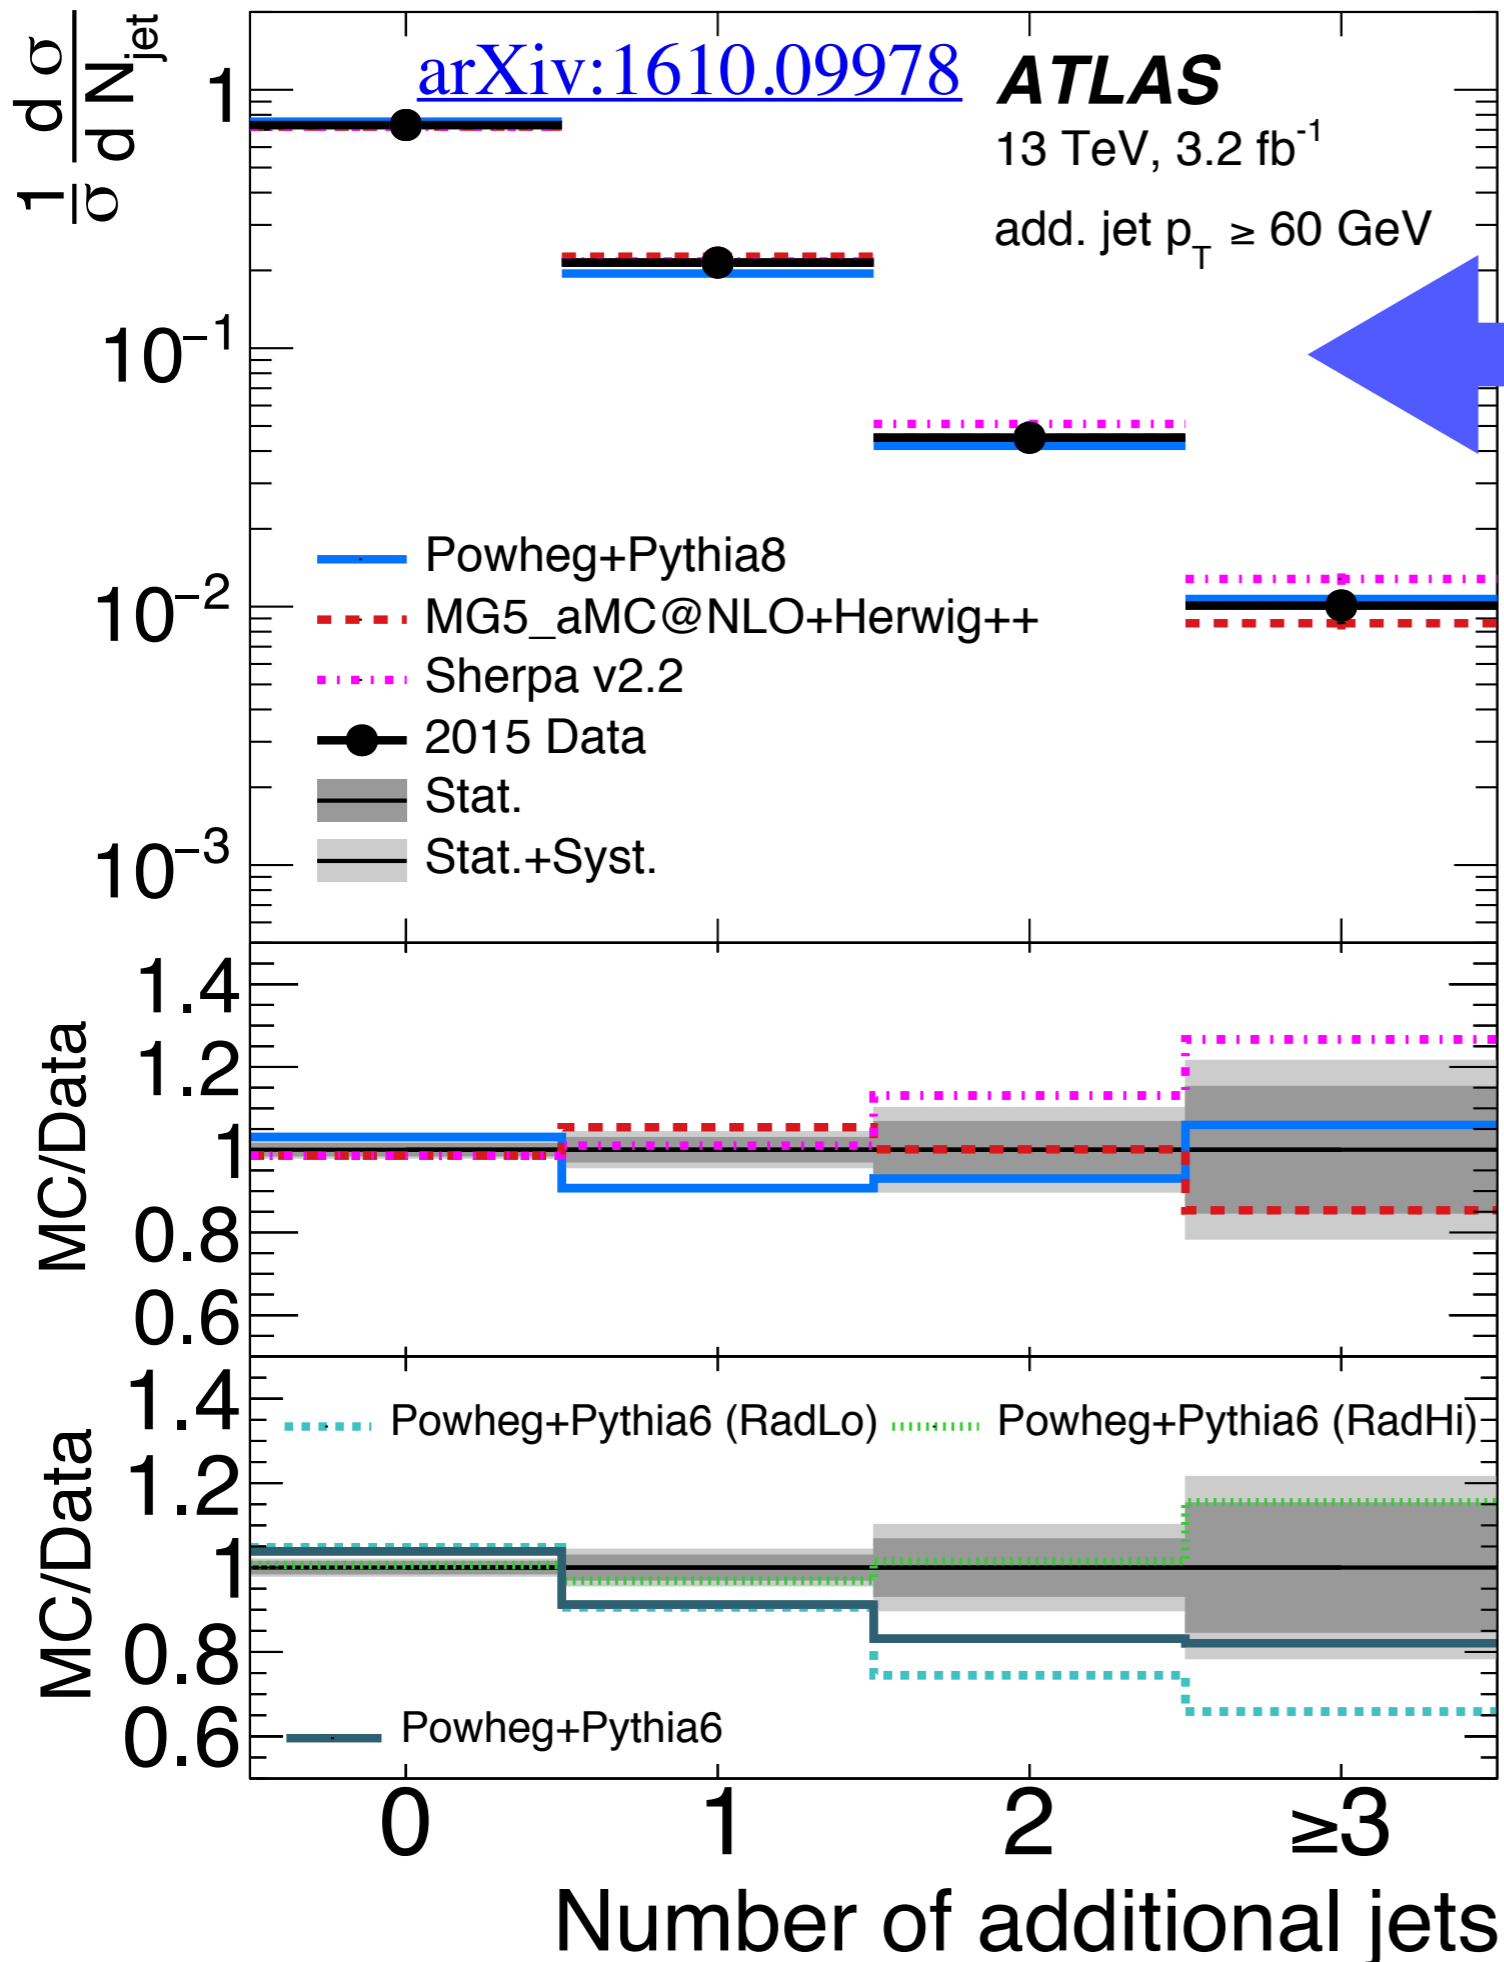 1/σ d σ/d N_jet
arXiv:1610.09978
ATLAS
13 TeV, 3.2 fb⁻¹
add. jet p_T ≥ 60 GeV
1
10⁻¹
10⁻²
10⁻³
Powheg+Pythia8
MG5_aMC@NLO+Herwig++
Sherpa v2.2
2015 Data
Stat.
Stat.+Syst.
MC/Data
1.4
1.2
1
0.8
0.6
MC/Data
1.4
1.2
1
0.8
0.6
Powheg+Pythia6 (RadLo)
Powheg+Pythia6 (RadHi)
Powheg+Pythia6
0 1 2 ≥3
Number of additional jets